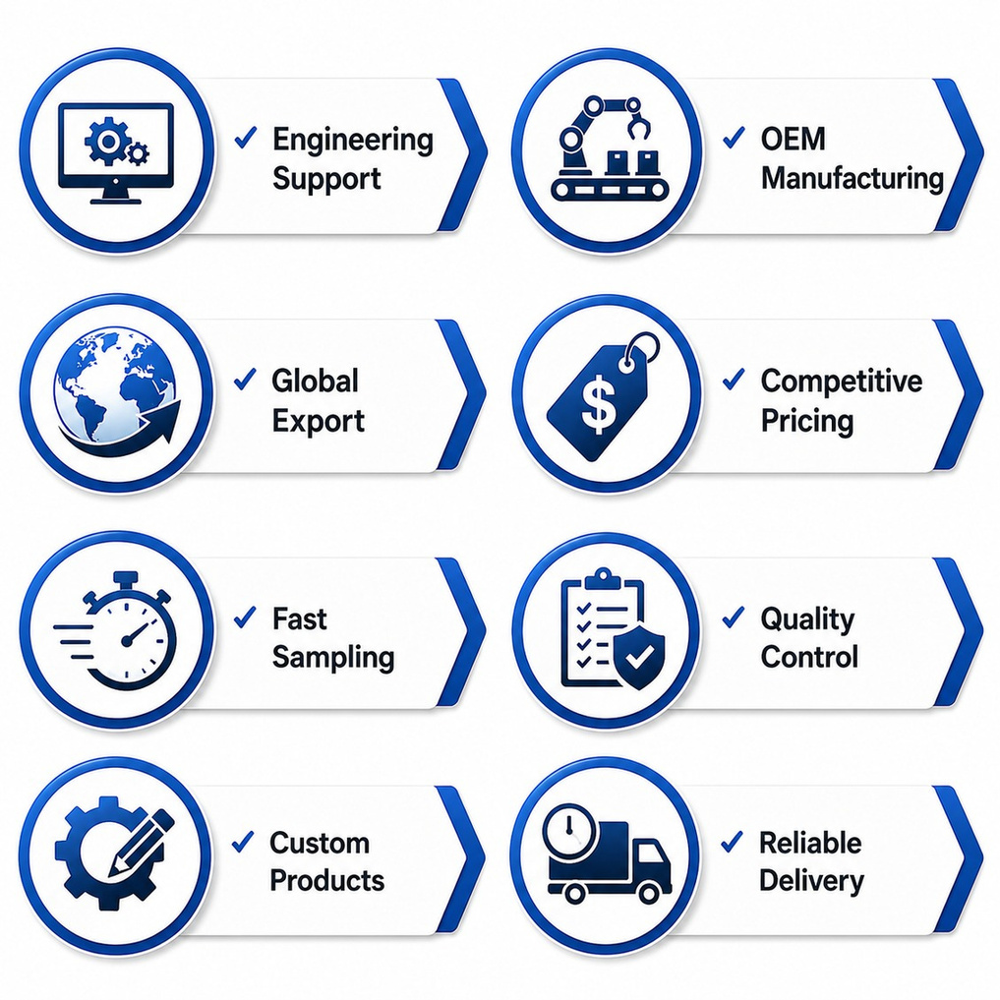 ✓ Engineering
Support
✓ OEM
Manufacturing
✓ Global
Export
$
✓ Competitive
Pricing
✓ Fast
Sampling
✓ Quality
Control
✓ Custom
Products
✓ Reliable
Delivery